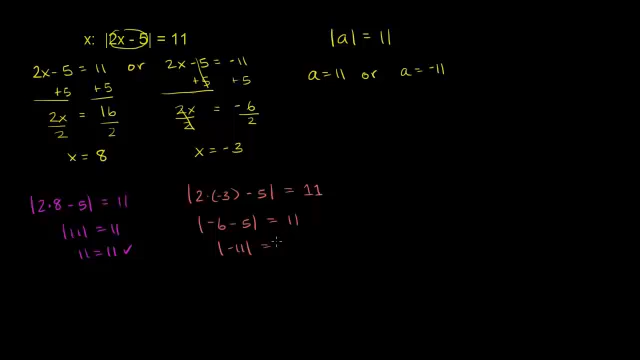 x: |2x - 5| = 11
|a| = 11
2x - 5 = 11 or 2x - 5 = -11
a = 11 or a = -11
+5 +5 +5 +5
2x/2 = 16/2 2x/2 = -6/2
x = 8 x = -3
|2·8 - 5| = 11
|11| = 11
11 = 11 ✓
|2·(-3) - 5| = 11
|-6 - 5| = 11
|-11| =